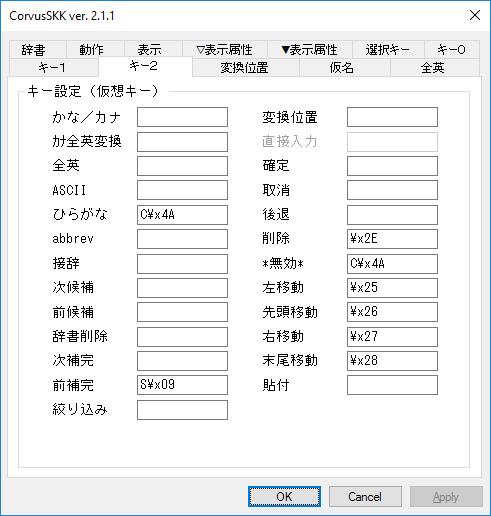 CorvusSKK ver. 2.1.1
辞書 動作 表示 ▽表示属性 ▼表示属性 選択キー キー0
キー1 キー2 変換位置 仮名 全英
キー設定（仮想キー）
かな／カナ 変換位置
ｶﾅ全英変換 直接入力
全英 確定
ASCII 取消
ひらがな C¥x4A 後退
abbrev 削除 ¥x2E
接辞 *無効* C¥x4A
次候補 左移動 ¥x25
前候補 先頭移動 ¥x26
辞書削除 右移動 ¥x27
次補完 末尾移動 ¥x28
前補完 S¥x09 貼付
絞り込み
OK Cancel Apply